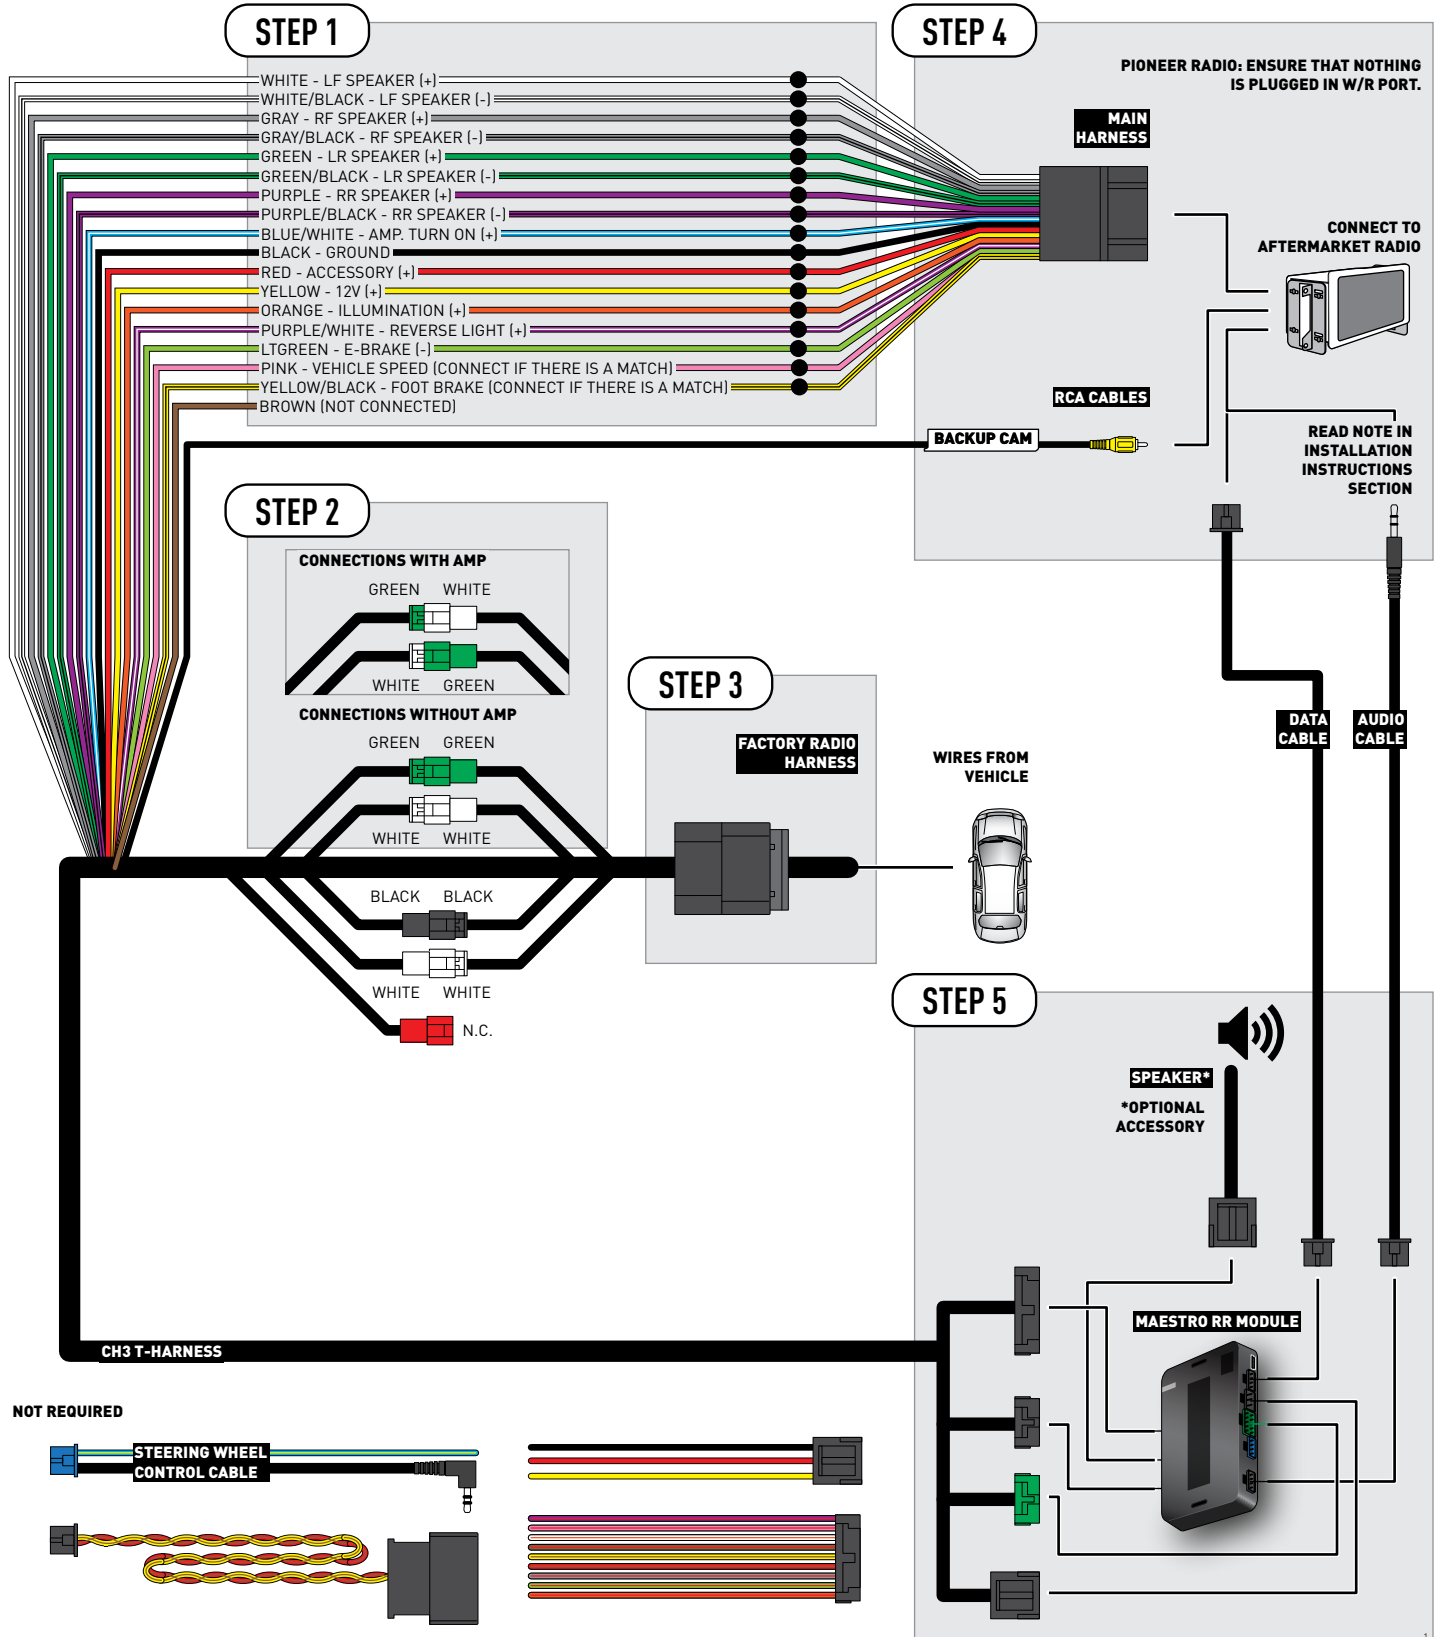 STEP 1
WHITE - LF SPEAKER (+)
WHITE/BLACK - LF SPEAKER (-)
GRAY - RF SPEAKER (+)
GRAY/BLACK - RF SPEAKER (-)
GREEN - LR SPEAKER (+)
GREEN/BLACK - LR SPEAKER (-)
PURPLE - RR SPEAKER (+)
PURPLE/BLACK - RR SPEAKER (-)
BLUE/WHITE - AMP. TURN ON (+)
BLACK - GROUND
RED - ACCESSORY (+)
YELLOW - 12V (+)
ORANGE - ILLUMINATION (+)
PURPLE/WHITE - REVERSE LIGHT (+)
LTGREEN - E-BRAKE (-)
PINK - VEHICLE SPEED (CONNECT IF THERE IS A MATCH)
YELLOW/BLACK - FOOT BRAKE (CONNECT IF THERE IS A MATCH)
BROWN (NOT CONNECTED)
STEP 4
PIONEER RADIO: ENSURE THAT NOTHING
IS PLUGGED IN W/R PORT.
MAIN
HARNESS
CONNECT TO
AFTERMARKET RADIO
RCA CABLES
BACKUP CAM
READ NOTE IN
INSTALLATION
INSTRUCTIONS
SECTION
STEP 2
CONNECTIONS WITH AMP
GREEN WHITE
WHITE GREEN
CONNECTIONS WITHOUT AMP
GREEN GREEN
WHITE WHITE
BLACK BLACK
WHITE WHITE
N.C.
STEP 3
FACTORY RADIO
HARNESS
WIRES FROM
VEHICLE
DATA
CABLE
AUDIO
CABLE
STEP 5
SPEAKER*
*OPTIONAL
ACCESSORY
MAESTRO RR MODULE
CH3 T-HARNESS
NOT REQUIRED
STEERING WHEEL
CONTROL CABLE